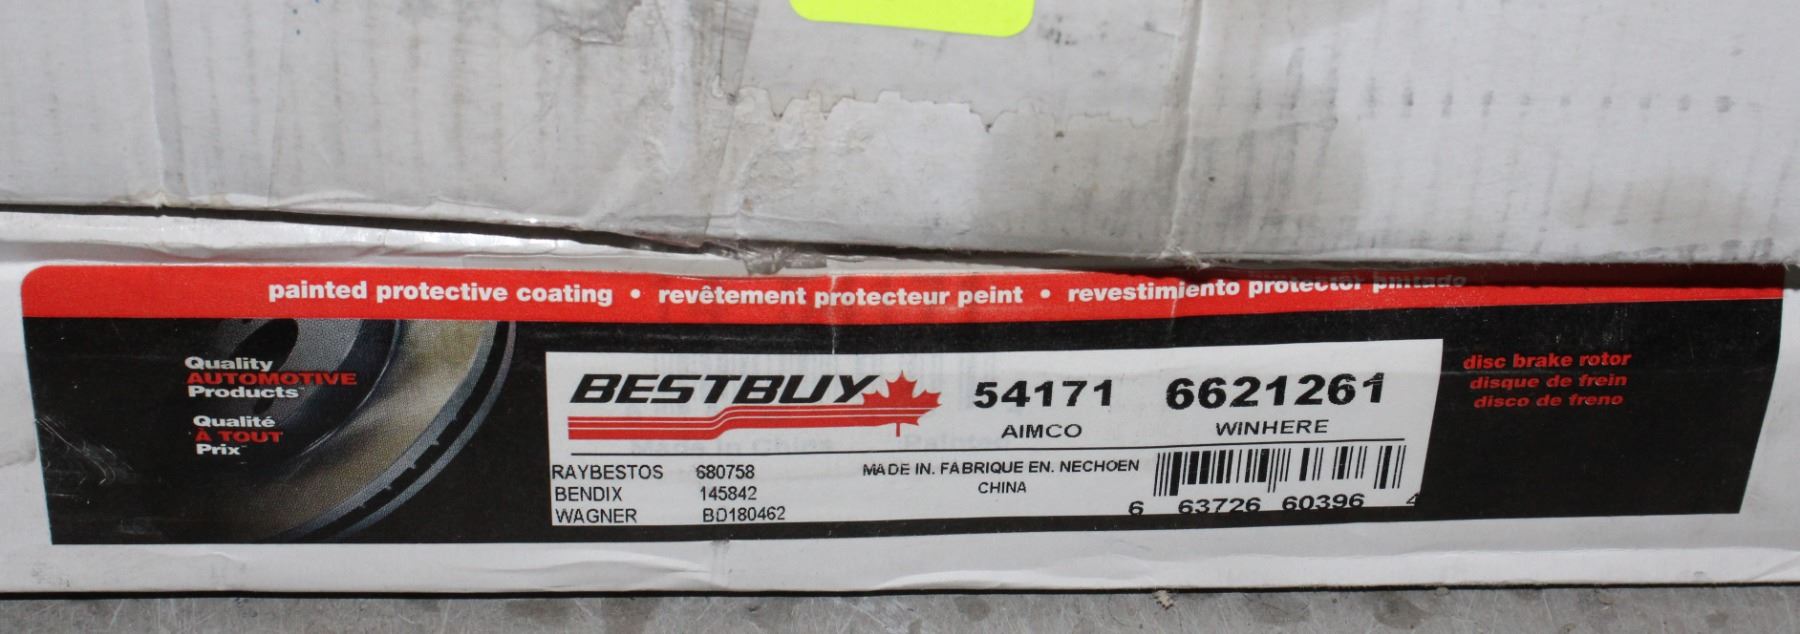 painted protective coating • revêtement protecteur peint • revestimiento protector pintado
Quality
AUTOMOTIVE
Products
Qualité
À TOUT
Prix
BESTBUY 54171 6621261
AIMCO WINHERE
RAYBESTOS 680758
BENDIX 145842
WAGNER BD180462
MADE IN. FABRIQUE EN. NECHOEN
CHINA
6 63726 60396 4
disc brake rotor
disque de frein
disco de freno